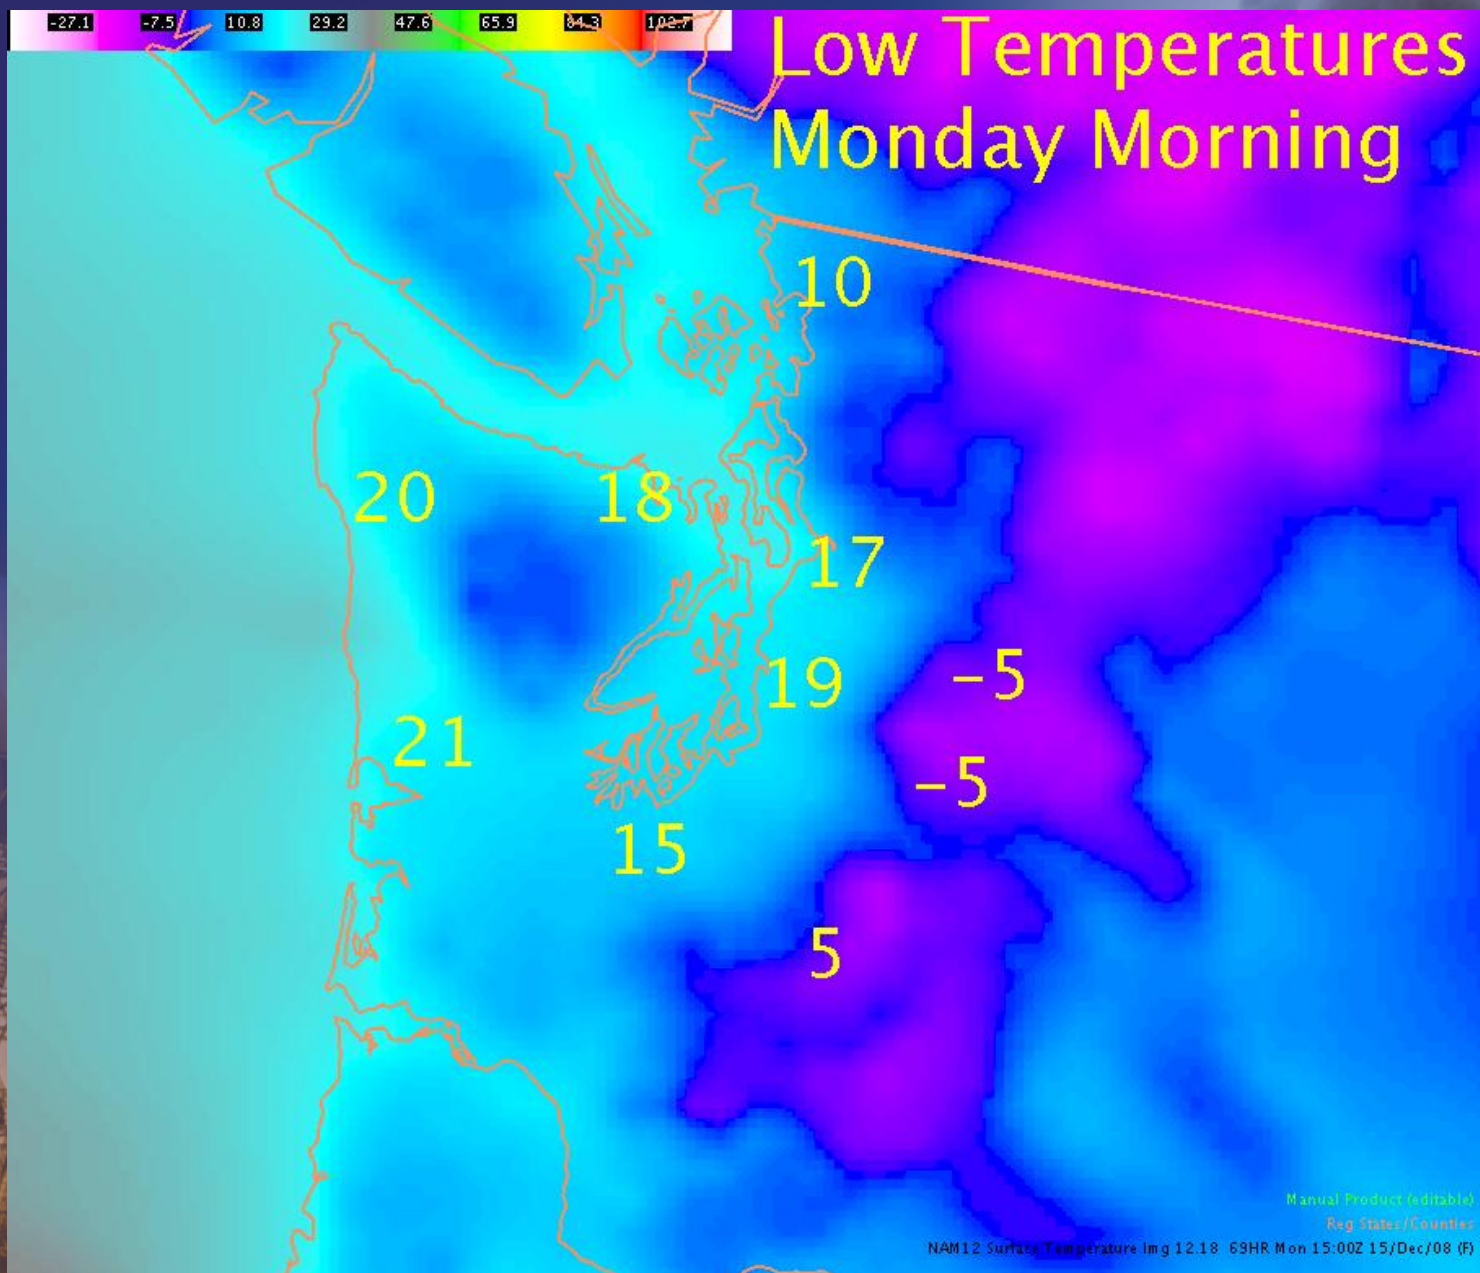 -27.1 -7.5 10.8 29.2 47.6 65.9 84.3 102.7
Low Temperatures
Monday Morning
10
20
18
17
-5
19
21
-5
15
5
Manual Product (editable)
Reg States/Counties
NAM12 Surface Temperature Img 12.18 69HR Mon 15:00Z 15/Dec/08 (F)